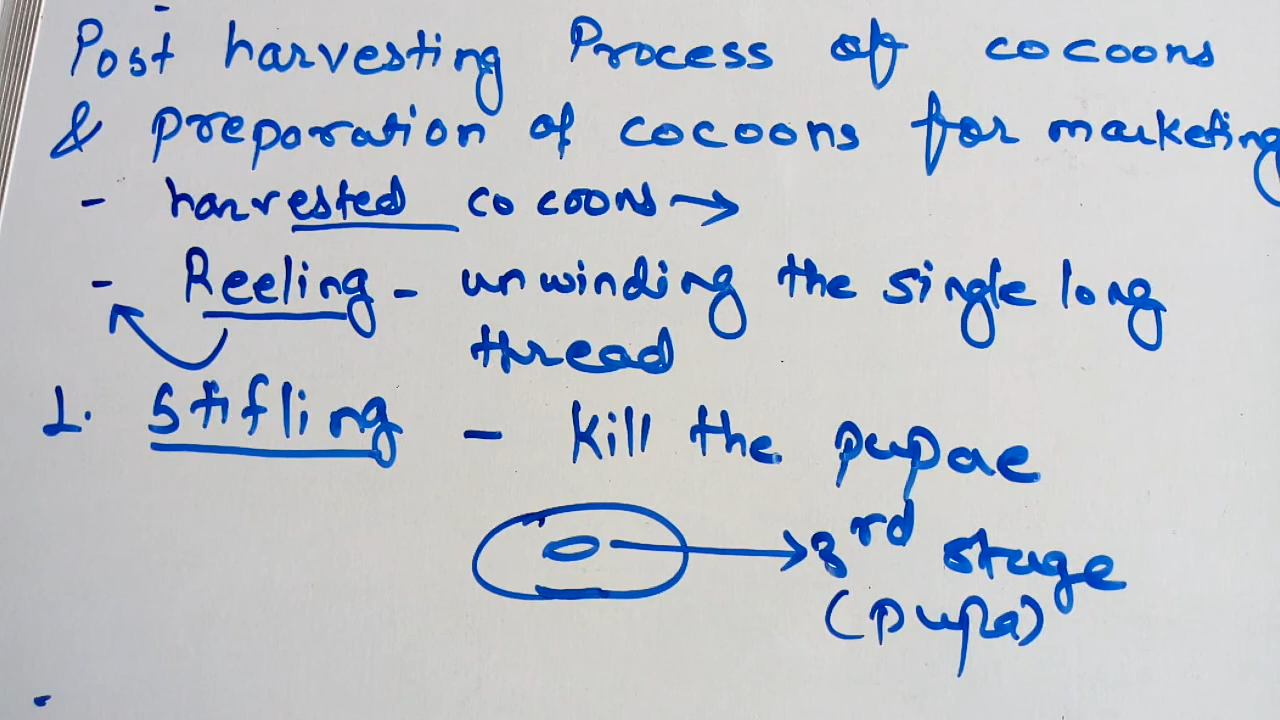 Post harvesting Process of cocoons
& preparation of cocoons for marketing
- harvested cocoons →
- Reeling - unwinding the single long
thread
1. Stifling - Kill the pupae
3rd stage
(pupa)